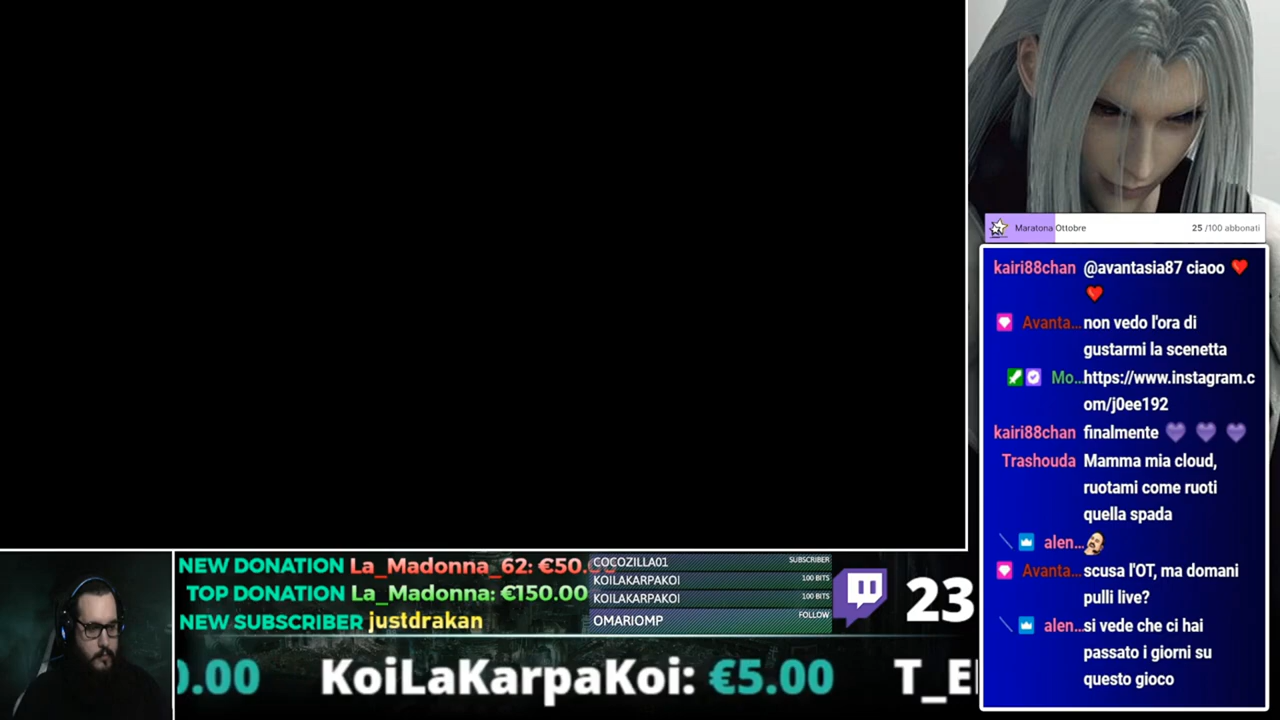 Maratona Ottobre 25 /100 abbonati
kairi88chan @avantasia87 ciaoo ❤️
❤️
Avanta... non vedo l'ora di
gustarmi la scenetta
Mo... https://www.instagram.c
om/j0ee192
kairi88chan finalmente 💜 💜 💜
Trashouda Mamma mia cloud,
ruotami come ruoti
quella spada
alen...
Avanta... scusa l'OT, ma domani
pulli live?
alen... si vede che ci hai
passato i giorni su
questo gioco
NEW DONATION La_Madonna_62: €50.
TOP DONATION La_Madonna: €150.00
NEW SUBSCRIBER justdrakan
COCOZILLA01 SUBSCRIBER
KOILAKARPAKOI 100 BITS
KOILAKARPAKOI 100 BITS
OMARIOMP FOLLOW
23
0.00 KoiLaKarpaKoi: €5.00 T_E